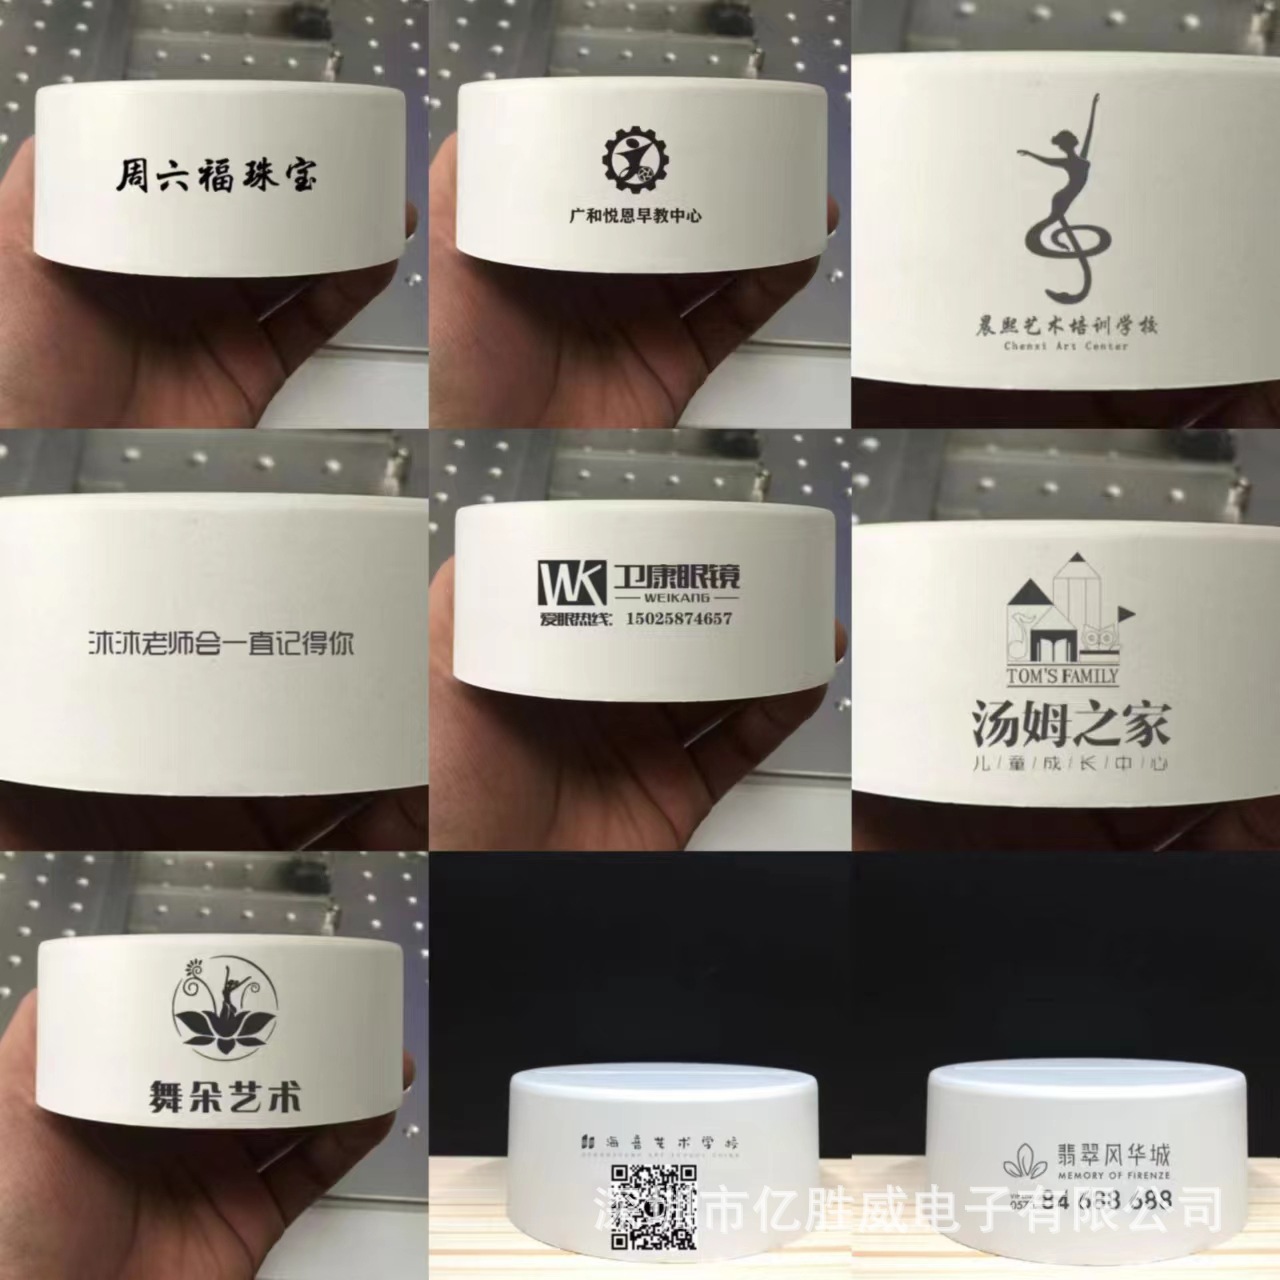 周六福珠宝
广和悦恩早教中心
晨熙艺术培训学校
Chenxi Art Center
沐沐老师会一直记得你
WK 卫康眼镜
WEIKANG
爱眼热线: 15025874657
TOM'S FAMILY
汤姆之家
儿/童/成/长/中/心
舞朵艺术
海音艺术学校
翡翠风华城
MEMORY OF FIRENZE
84 688 688
深圳市亿胜威电子有限公司